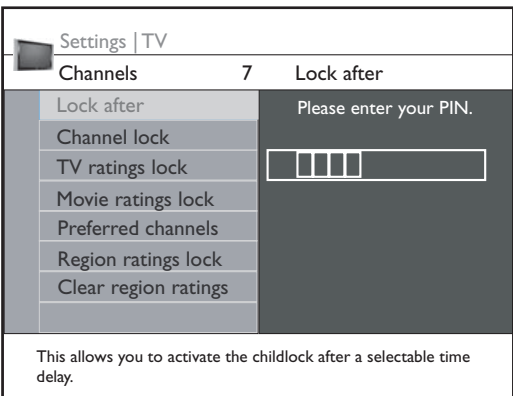 Settings | TV
Channels 7 Lock after
Lock after
Please enter your PIN.
Channel lock
TV ratings lock
Movie ratings lock
Preferred channels
Region ratings lock
Clear region ratings
This allows you to activate the childlock after a selectable time
delay.